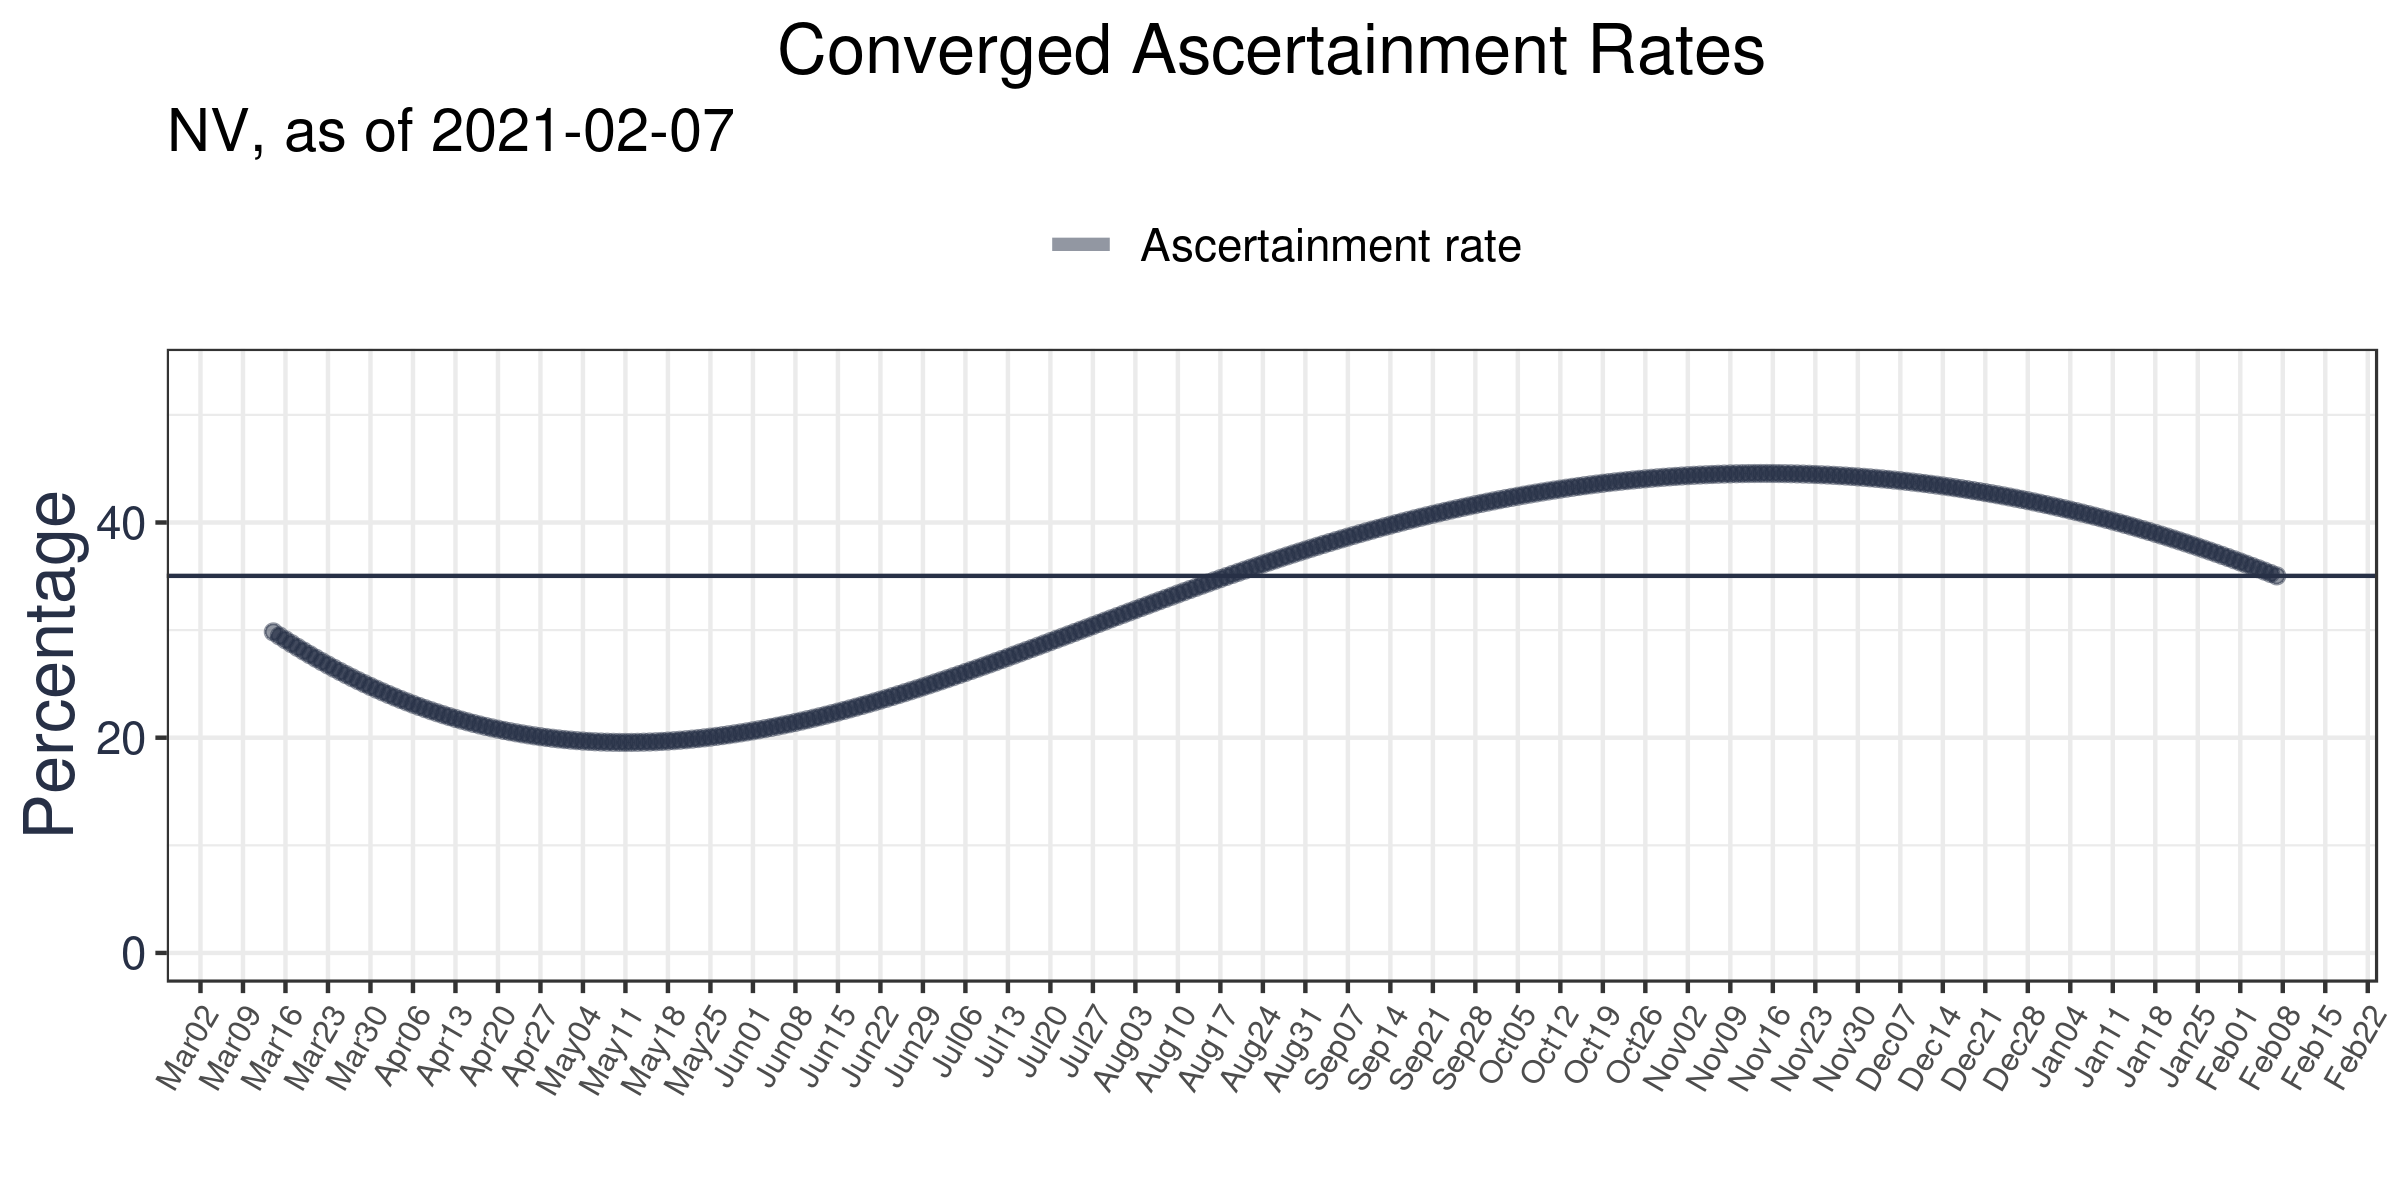 Converged Ascertainment Rates
NV, as of 2021-02-07
Ascertainment rate
Percentage
40
20
0
Mar02 Mar09 Mar16 Mar23 Mar30 Apr06 Apr13 Apr20 Apr27 May04 May11 May18 May25 Jun01 Jun08 Jun15 Jun22 Jun29 Jul06 Jul13 Jul20 Jul27 Aug03 Aug10 Aug17 Aug24 Aug31 Sep07 Sep14 Sep21 Sep28 Oct05 Oct12 Oct19 Oct26 Nov02 Nov09 Nov16 Nov23 Nov30 Dec07 Dec14 Dec21 Dec28 Jan04 Jan11 Jan18 Jan25 Feb01 Feb08 Feb15 Feb22